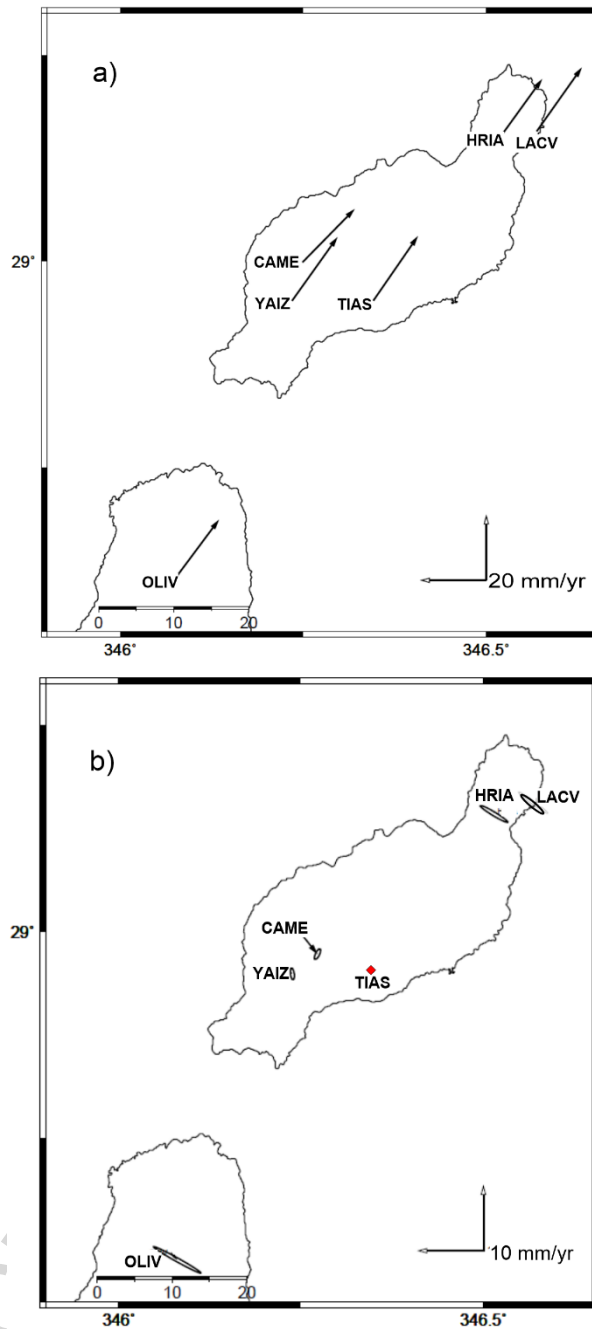 a)
HRIA
LACV
CAME
29°
YAIZ
TIAS
OLIV
20 mm/yr
0 10 20
346° 346.5°
b)
HRIA
LACV
CAME
29°
YAIZ
TIAS
OLIV
10 mm/yr
0 10 20
346° 346.5°